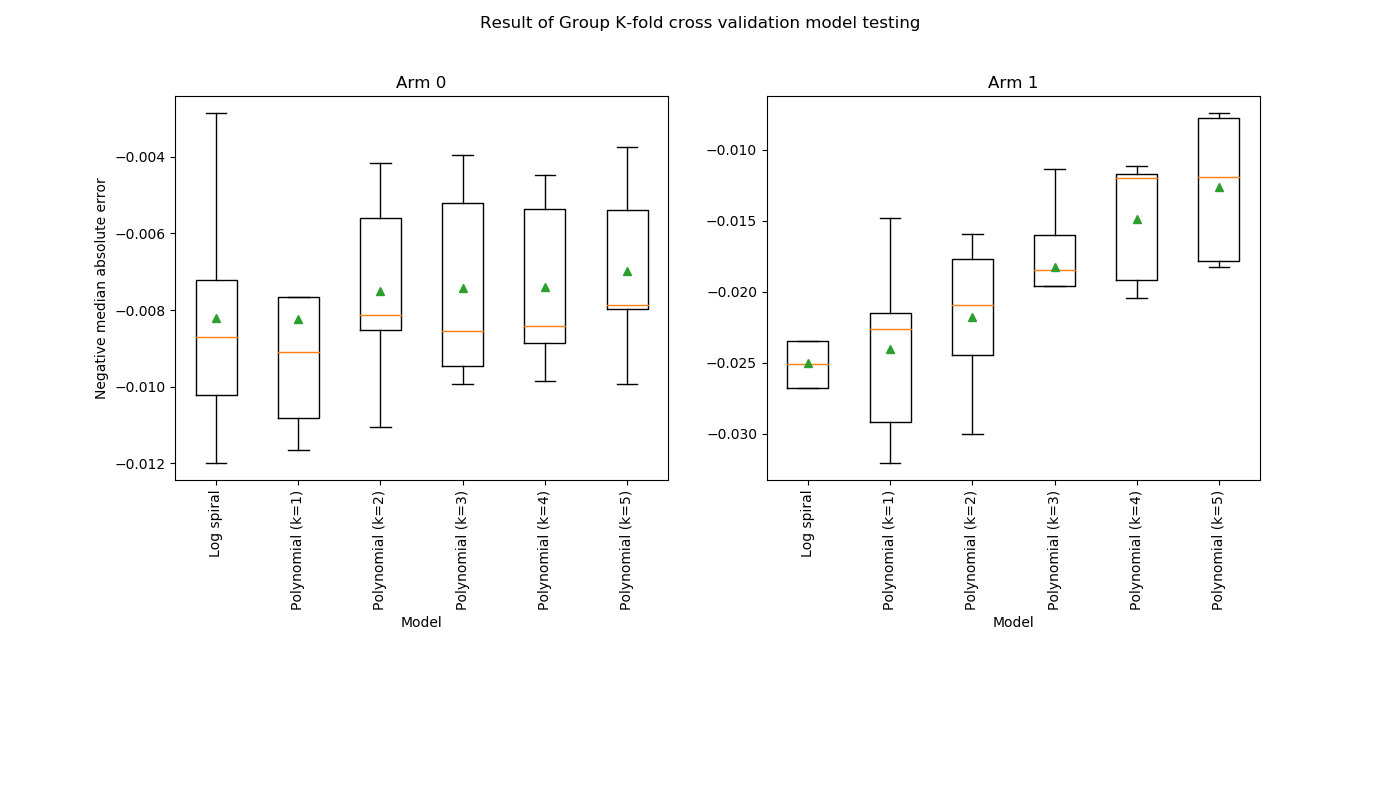 Result of Group K-fold cross validation model testing
Arm 0
Negative median absolute error
−0.004
−0.006
−0.008
−0.010
−0.012
Log spiral
Polynomial (k=1)
Polynomial (k=2)
Polynomial (k=3)
Polynomial (k=4)
Polynomial (k=5)
Model
Arm 1
−0.010
−0.015
−0.020
−0.025
−0.030
Log spiral
Polynomial (k=1)
Polynomial (k=2)
Polynomial (k=3)
Polynomial (k=4)
Polynomial (k=5)
Model